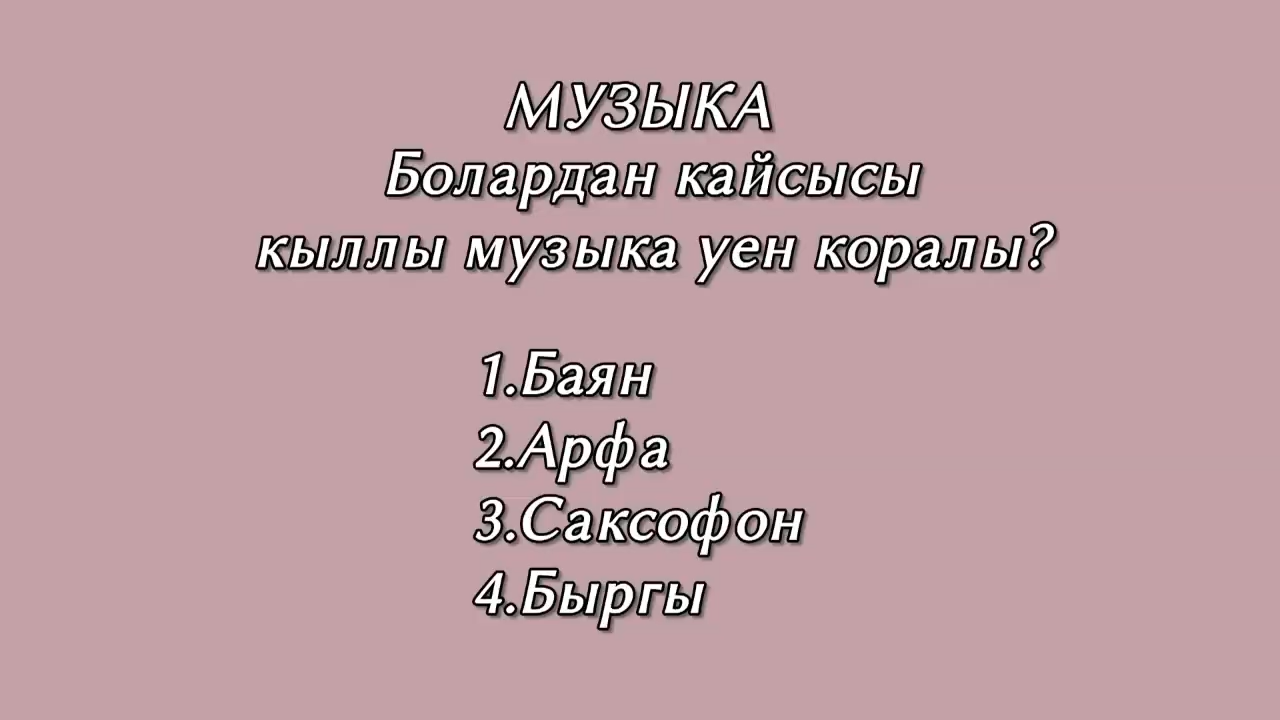 МУЗЫКА
Болардан кайсысы
кыллы музыка уен коралы?
1.Баян
2.Арфа
3.Саксофон
4.Быргы